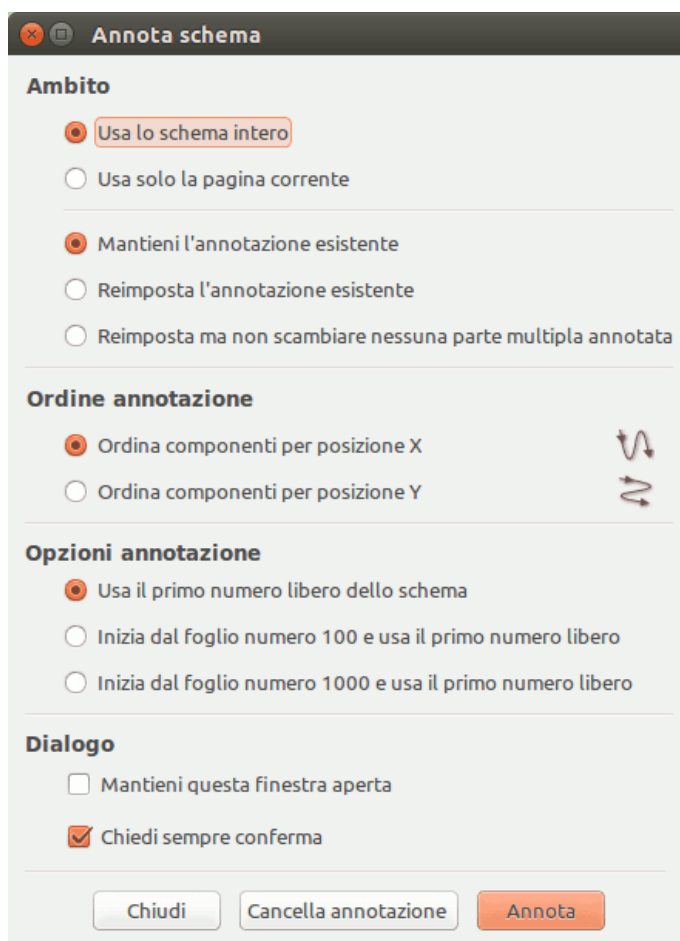 Annota schema
Ambito
Usa lo schema intero
Usa solo la pagina corrente
Mantieni l'annotazione esistente
Reimposta l'annotazione esistente
Reimposta ma non scambiare nessuna parte multipla annotata
Ordine annotazione
Ordina componenti per posizione X
Ordina componenti per posizione Y
Opzioni annotazione
Usa il primo numero libero dello schema
Inizia dal foglio numero 100 e usa il primo numero libero
Inizia dal foglio numero 1000 e usa il primo numero libero
Dialogo
Mantieni questa finestra aperta
Chiedi sempre conferma
Chiudi Cancella annotazione Annota